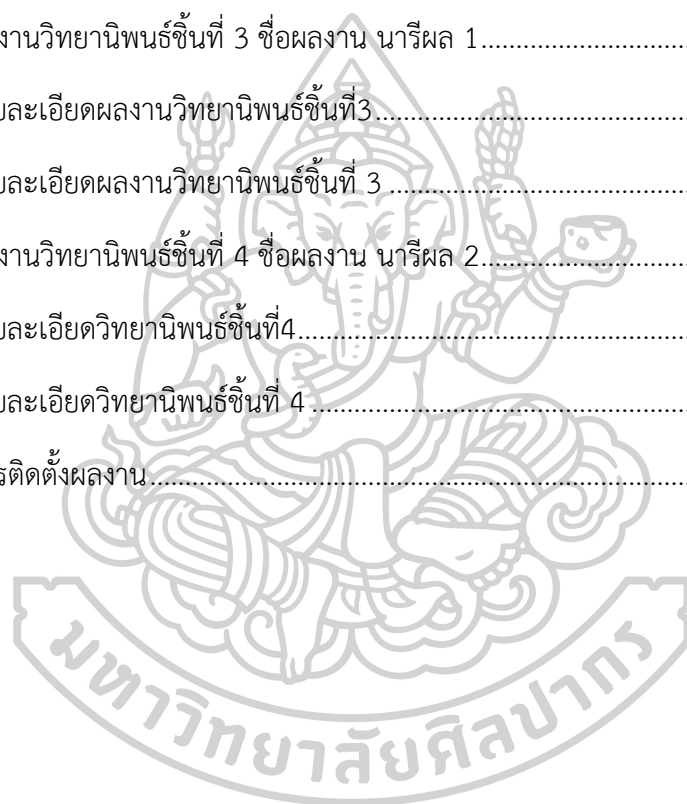 งานวิทยานิพนธ์ชิ้นที่ 3 ชื่อผลงาน นารีผล 1
ละเอียดผลงานวิทยานิพนธ์ชิ้นที่3
ละเอียดผลงานวิทยานิพนธ์ชิ้นที่ 3
งานวิทยานิพนธ์ชิ้นที่ 4 ชื่อผลงาน นารีผล 2
ละเอียดวิทยานิพนธ์ชิ้นที่4
ละเอียดวิทยานิพนธ์ชิ้นที่ 4
รติดตั้งผลงาน
มหาวิทยาลัยศิลปากร